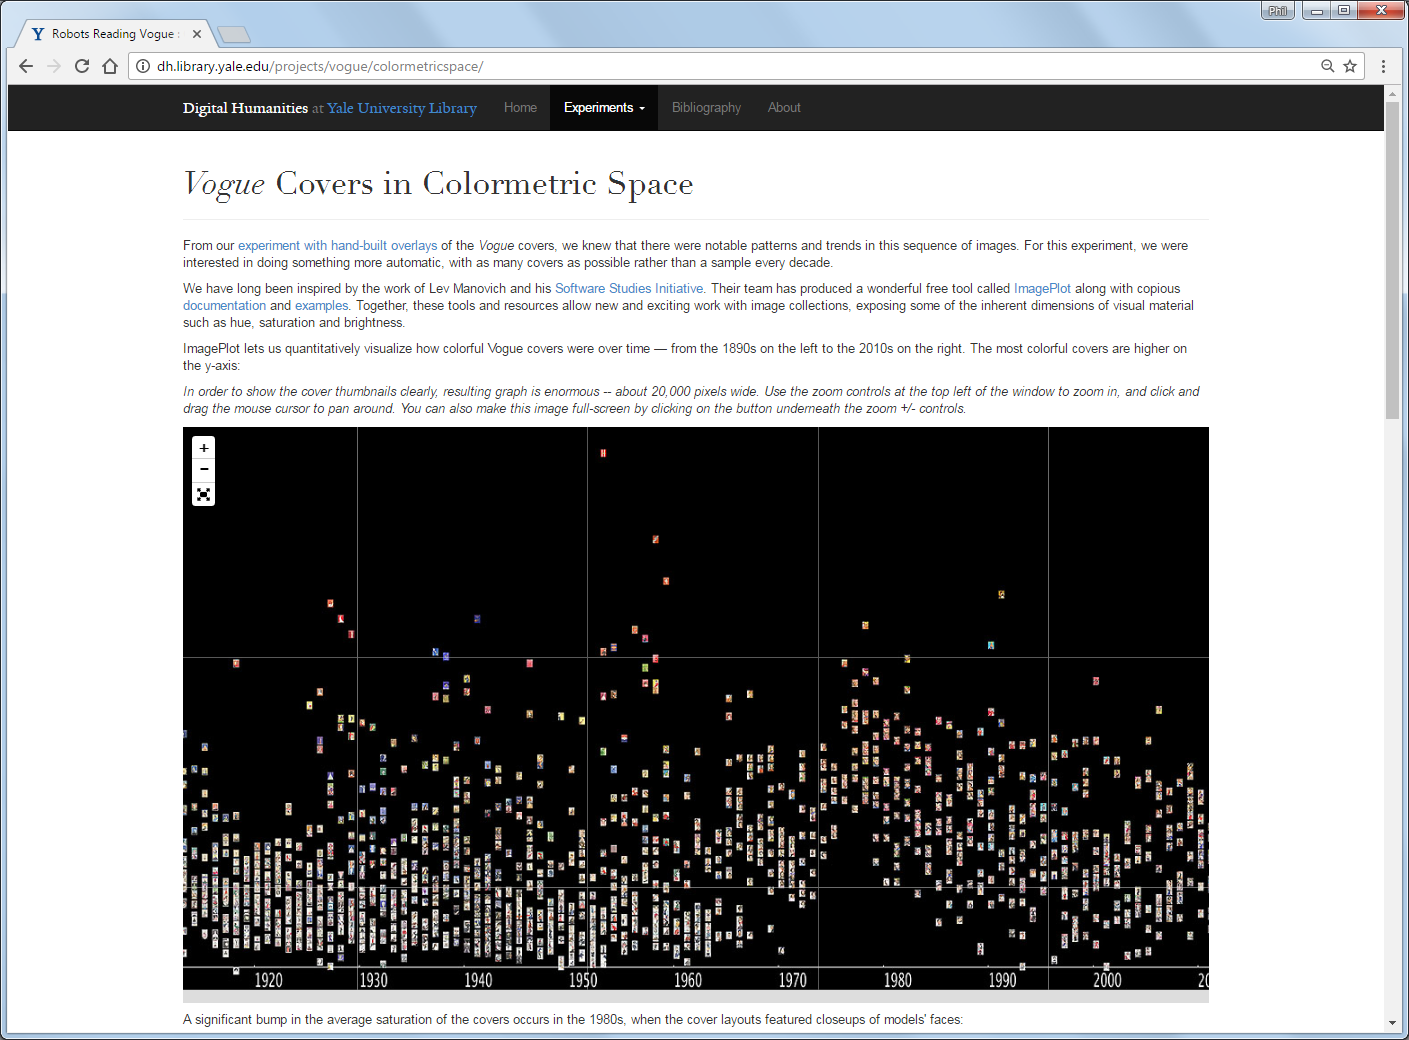 Phil
Robots Reading Vogue :
dh.library.yale.edu/projects/vogue/colormetricspace/
Digital Humanities at Yale University Library Home Experiments Bibliography About
Vogue Covers in Colormetric Space
From our experiment with hand-built overlays of the Vogue covers, we knew that there were notable patterns and trends in this sequence of images. For this experiment, we were
interested in doing something more automatic, with as many covers as possible rather than a sample every decade.
We have long been inspired by the work of Lev Manovich and his Software Studies Initiative. Their team has produced a wonderful free tool called ImagePlot along with copious
documentation and examples. Together, these tools and resources allow new and exciting work with image collections, exposing some of the inherent dimensions of visual material
such as hue, saturation and brightness.
ImagePlot lets us quantitatively visualize how colorful Vogue covers were over time — from the 1890s on the left to the 2010s on the right. The most colorful covers are higher on
the y-axis:
In order to show the cover thumbnails clearly, resulting graph is enormous -- about 20,000 pixels wide. Use the zoom controls at the top left of the window to zoom in, and click and
drag the mouse cursor to pan around. You can also make this image full-screen by clicking on the button underneath the zoom +/- controls.
+
−
1920 1930 1940 1950 1960 1970 1980 1990 2000 20
A significant bump in the average saturation of the covers occurs in the 1980s, when the cover layouts featured closeups of models' faces: